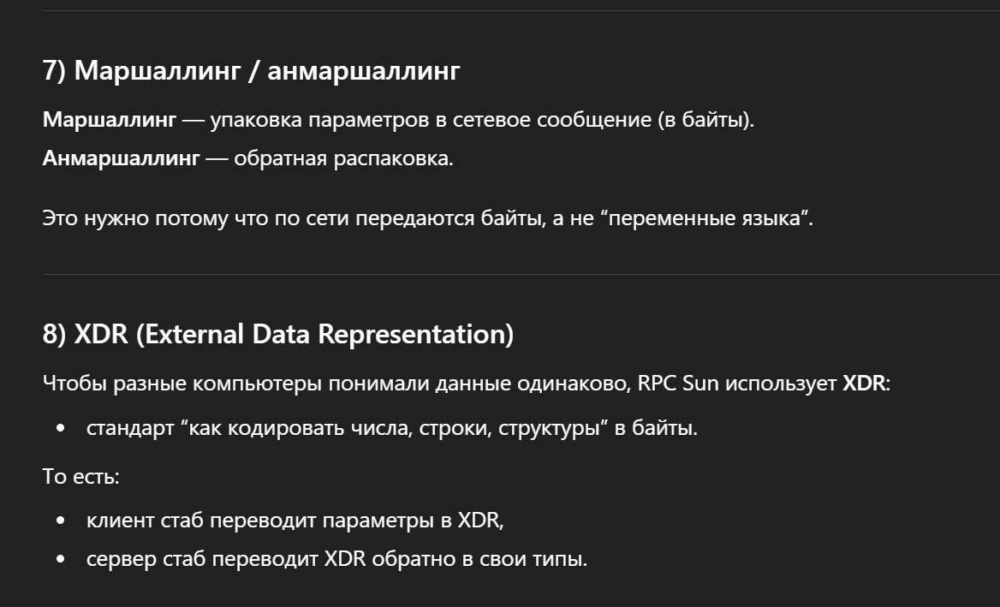 7) Маршаллинг / анмаршаллинг
Маршаллинг — упаковка параметров в сетевое сообщение (в байты).
Анмаршаллинг — обратная распаковка.
Это нужно потому что по сети передаются байты, а не “переменные языка”.
8) XDR (External Data Representation)
Чтобы разные компьютеры понимали данные одинаково, RPC Sun использует XDR:
• стандарт “как кодировать числа, строки, структуры” в байты.
То есть:
• клиент стаб переводит параметры в XDR,
• сервер стаб переводит XDR обратно в свои типы.